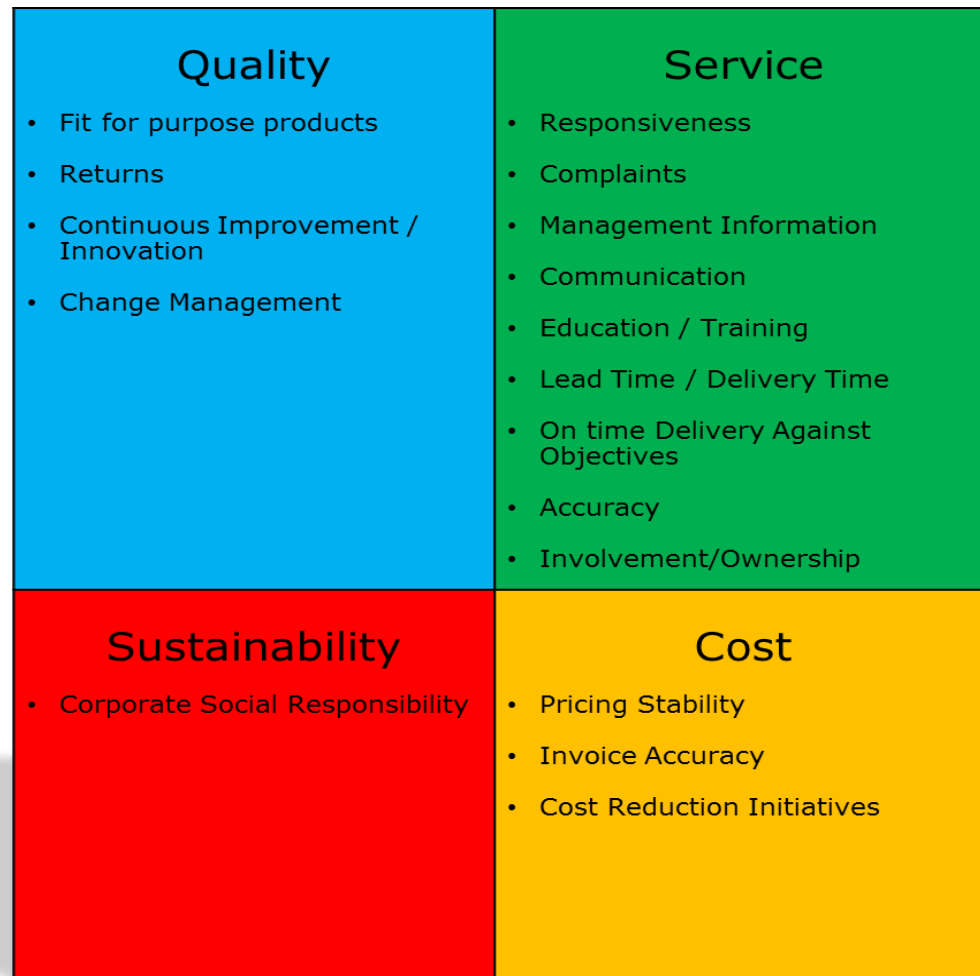 Quality
• Fit for purpose products
• Returns
• Continuous Improvement /
Innovation
• Change Management
Service
• Responsiveness
• Complaints
• Management Information
• Communication
• Education / Training
• Lead Time / Delivery Time
• On time Delivery Against
Objectives
• Accuracy
• Involvement/Ownership
Sustainability
• Corporate Social Responsibility
Cost
• Pricing Stability
• Invoice Accuracy
• Cost Reduction Initiatives